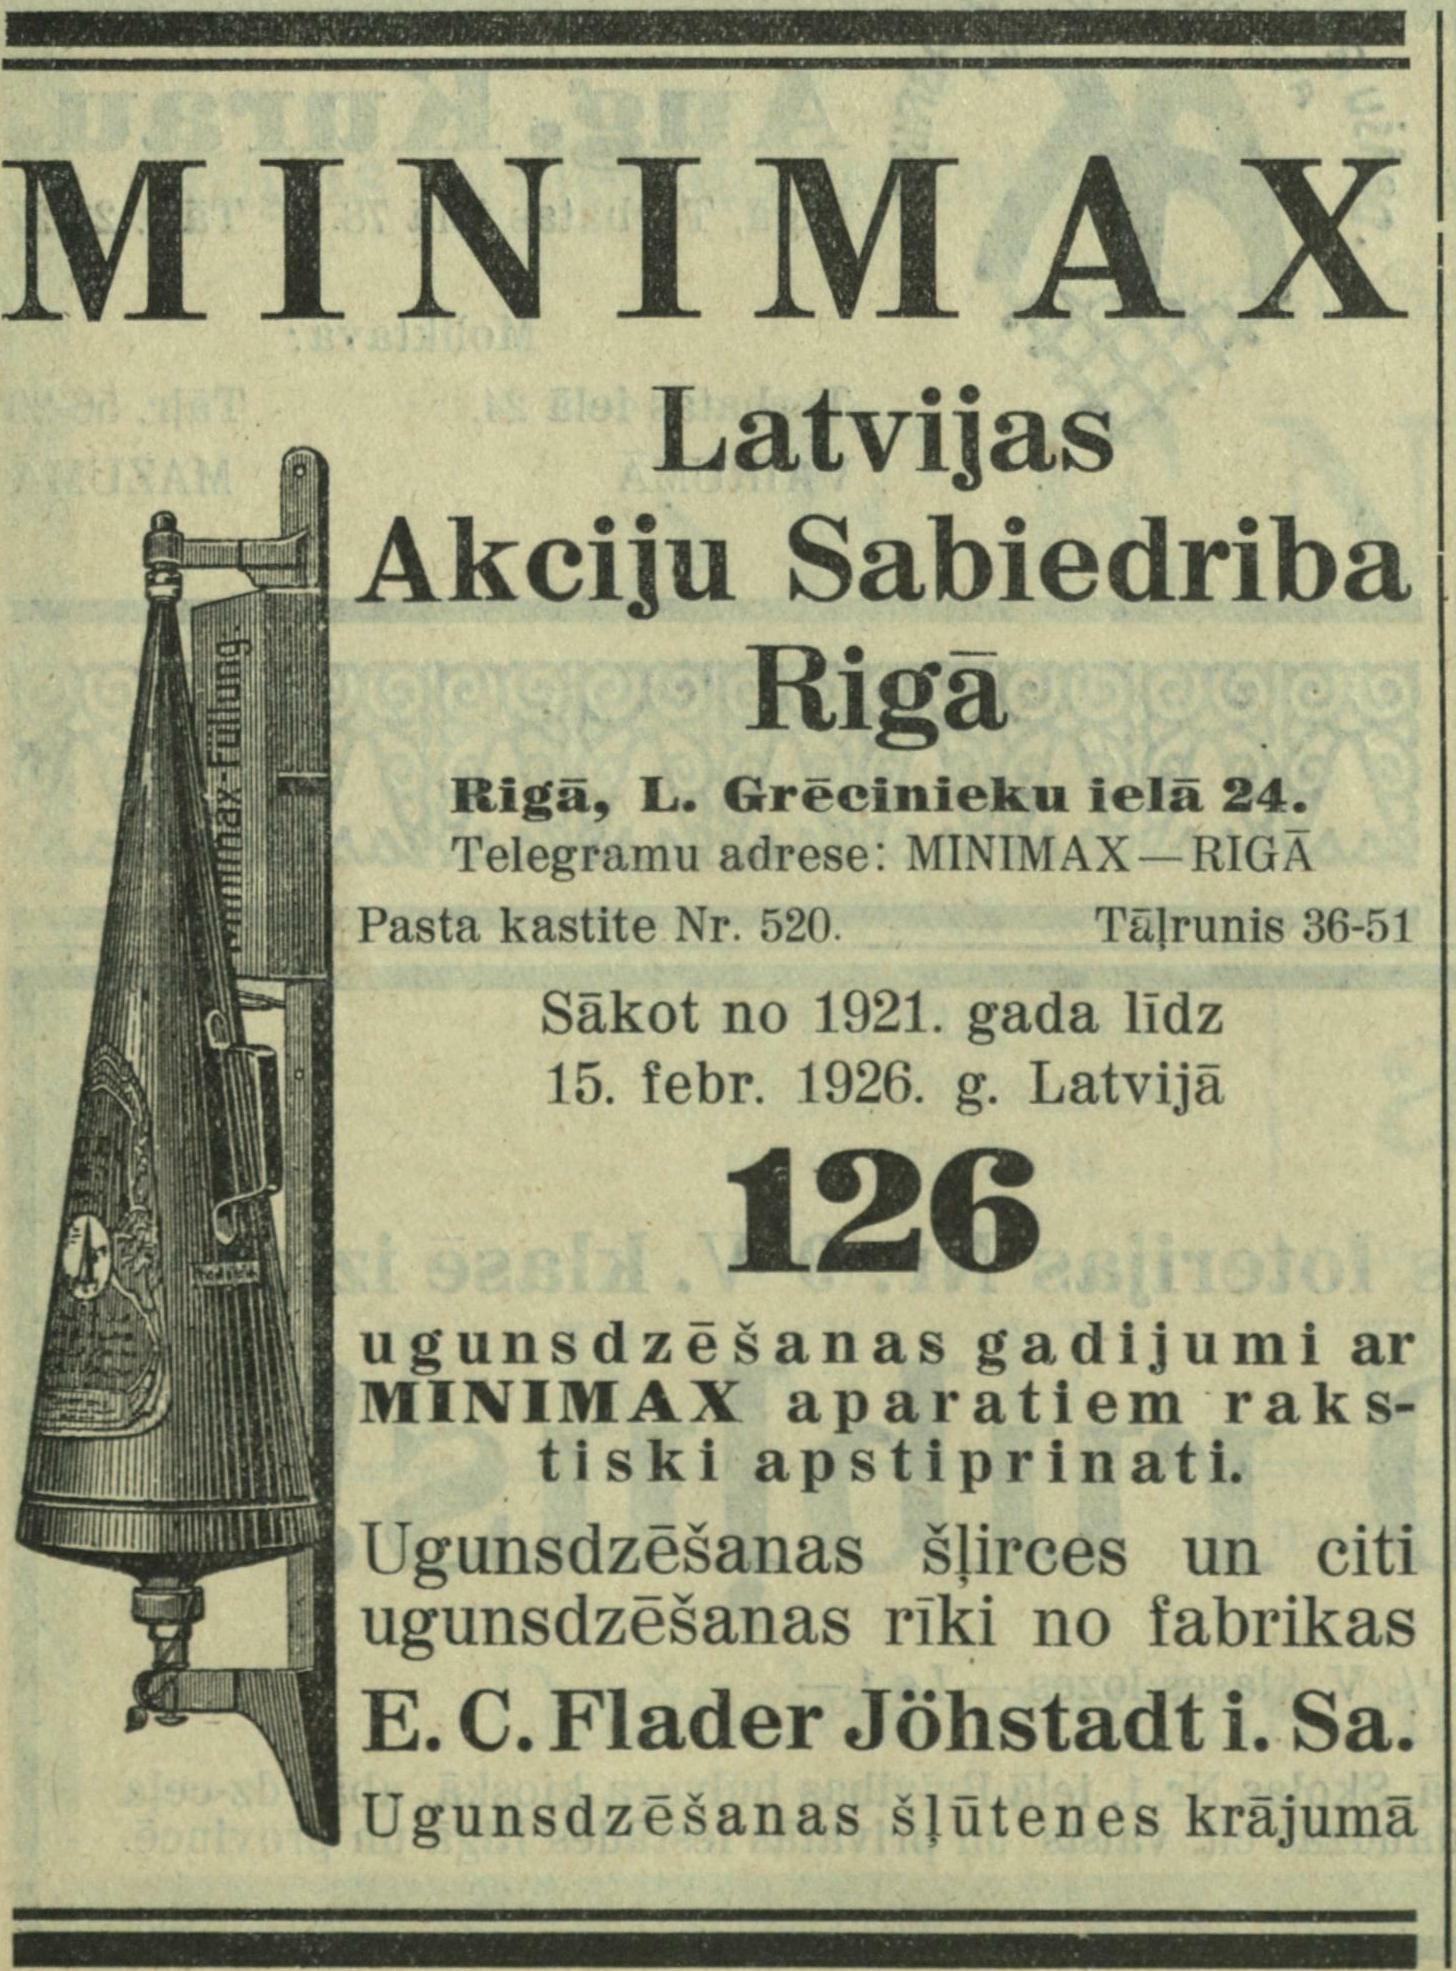 MINIMAX
Latvijas
Akciju Sabiedriba
Rigā
Minimax-Füllung.
Rigā, L. Grēcinieku ielā 24.
Telegramu adrese: MINIMAX—RIGĀ
Pasta kastite Nr. 520. Tāļrunis 36-51
Sākot no 1921. gada līdz
15. febr. 1926. g. Latvijā
126
ugunsdzēšanas gadijumi ar
MINIMAX aparatiem raks-
tiski apstiprinati.
Ugunsdzēšanas šļirces un citi
ugunsdzēšanas rīki no fabrikas
E. C. Flader Jöhstadt i. Sa.
Ugunsdzēšanas šļūtenes krājumā